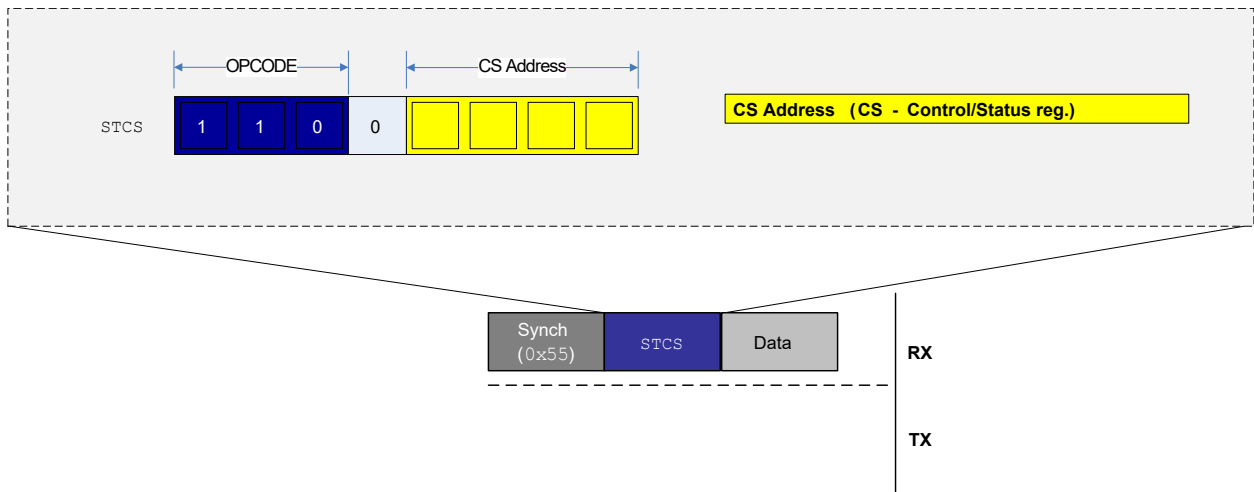 OPCODE
CS Address
STCS
1 1 0 0
CS Address (CS - Control/Status reg.)
Synch
(0x55)
STCS
Data
RX
TX